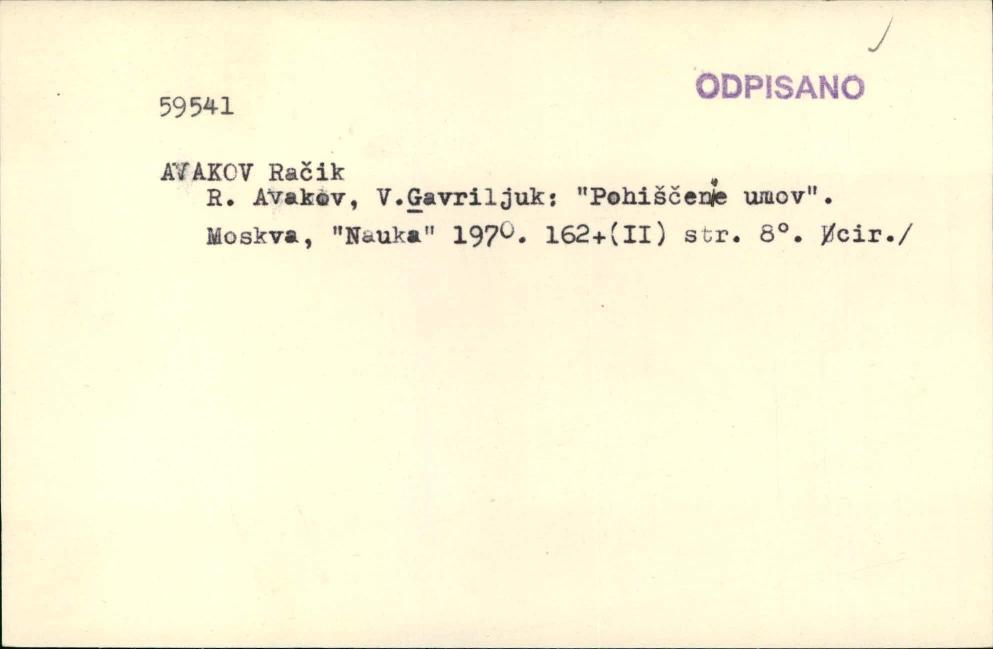 ODPISANO
59541
AVAKOV Račik
R. Avakov, V.Gavriljuk: "Pohiščenie umov".
Moskva, "Nauka" 1970. 162+(II) str. 8°. /cir./